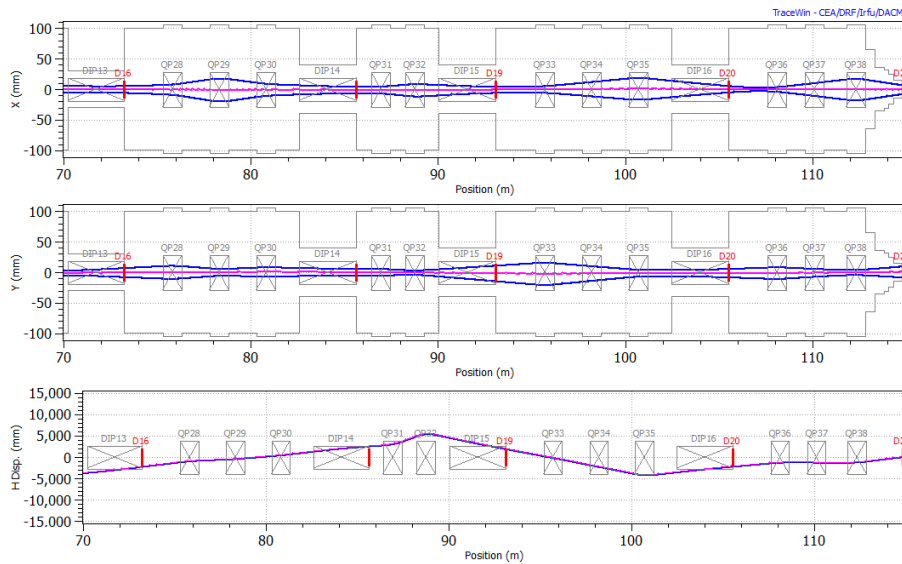 TraceWin - CEA/DRF/Irfu/DACM
X (mm)
100
50
0
-50
-100
DIP13 D16 QP28 QP29 QP30 DIP14 QP31 QP32 DIP15 D19 QP33 QP34 QP35 DIP16 D20 QP36 QP37 QP38 D2
70 80 90 100 110
Position (m)
Y (mm)
100
50
0
-50
-100
DIP13 D16 QP28 QP29 QP30 DIP14 QP31 QP32 DIP15 D19 QP33 QP34 QP35 DIP16 D20 QP36 QP37 QP38 D2
70 80 90 100 110
Position (m)
H Disp. (mm)
15,000
10,000
5,000
0
-5,000
-10,000
-15,000
DIP13 D16 QP28 QP29 QP30 DIP14 QP31 QP32 DIP15 D19 QP33 QP34 QP35 DIP16 D20 QP36 QP37 QP38 D2
70 80 90 100 110
Position (m)